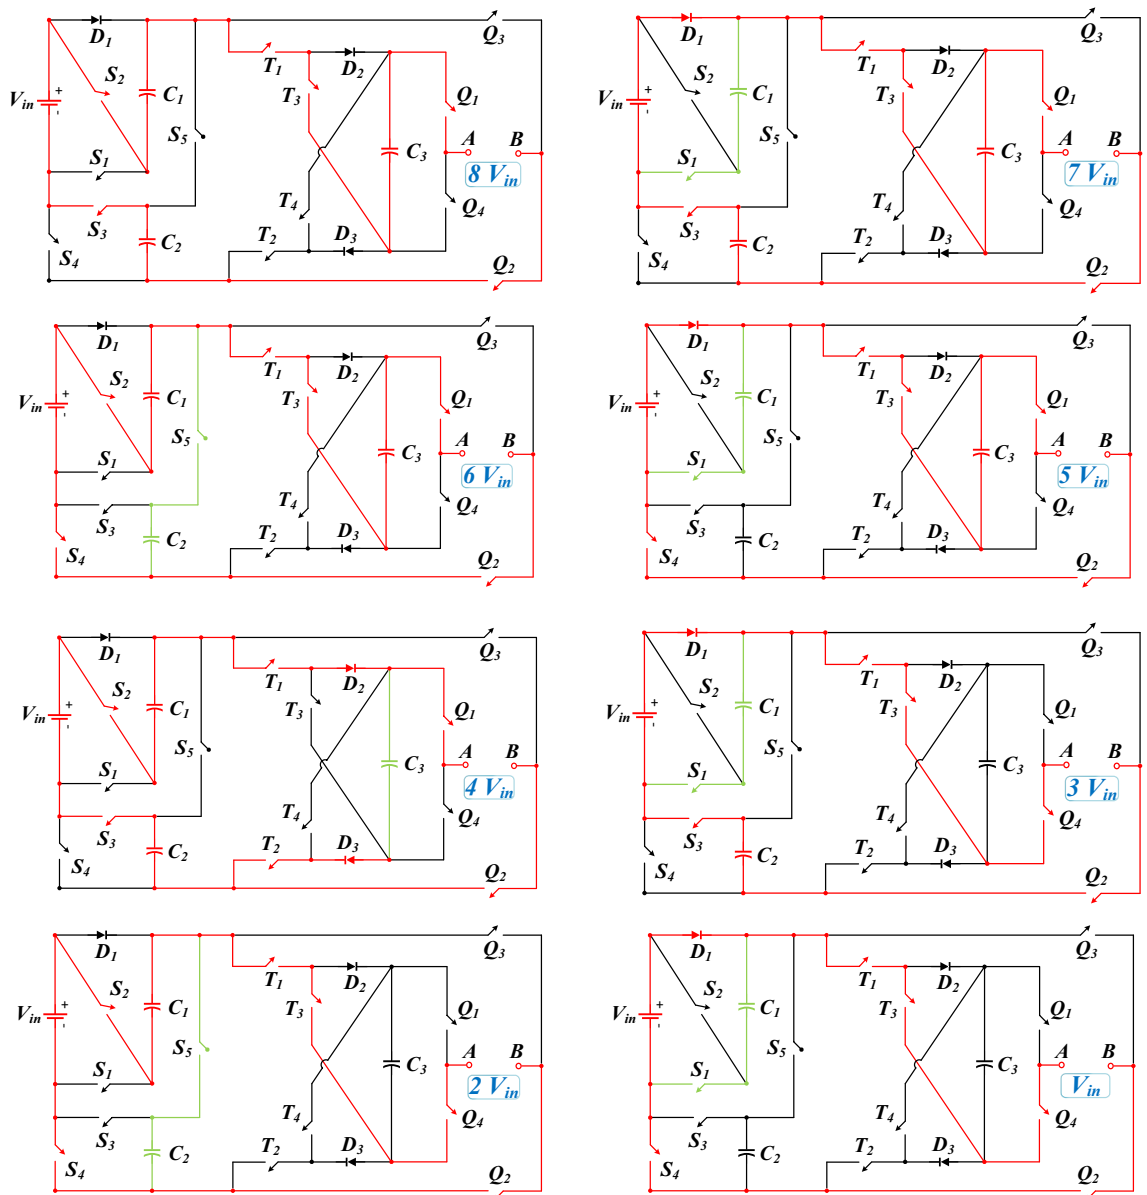 D1 Q3
S2 T1 D2
Vin + - C1 T3 Q1
S5 A B
S1 C3 8 Vin
T4 Q4
S3 C2 T2 D3
S4 Q2
D1 Q3
S2 T1 D2
Vin + - C1 T3 Q1
S5 A B
S1 C3 7 Vin
T4 Q4
S3 C2 T2 D3
S4 Q2
D1 Q3
S2 T1 D2
Vin + - C1 T3 Q1
S5 A B
S1 C3 6 Vin
T4 Q4
S3 C2 T2 D3
S4 Q2
D1 Q3
S2 T1 D2
Vin + - C1 T3 Q1
S5 A B
S1 C3 5 Vin
T4 Q4
S3 C2 T2 D3
S4 Q2
D1 Q3
S2 T1 D2
Vin + - C1 T3 Q1
S5 A B
S1 C3 4 Vin
T4 Q4
S3 C2 T2 D3
S4 Q2
D1 Q3
S2 T1 D2
Vin + - C1 T3 Q1
S5 A B
S1 C3 3 Vin
T4 Q4
S3 C2 T2 D3
S4 Q2
D1 Q3
S2 T1 D2
Vin + - C1 T3 Q1
S5 A B
S1 C3 2 Vin
T4 Q4
S3 C2 T2 D3
S4 Q2
D1 Q3
S2 T1 D2
Vin + - C1 T3 Q1
S5 A B
S1 C3 Vin
T4 Q4
S3 C2 T2 D3
S4 Q2